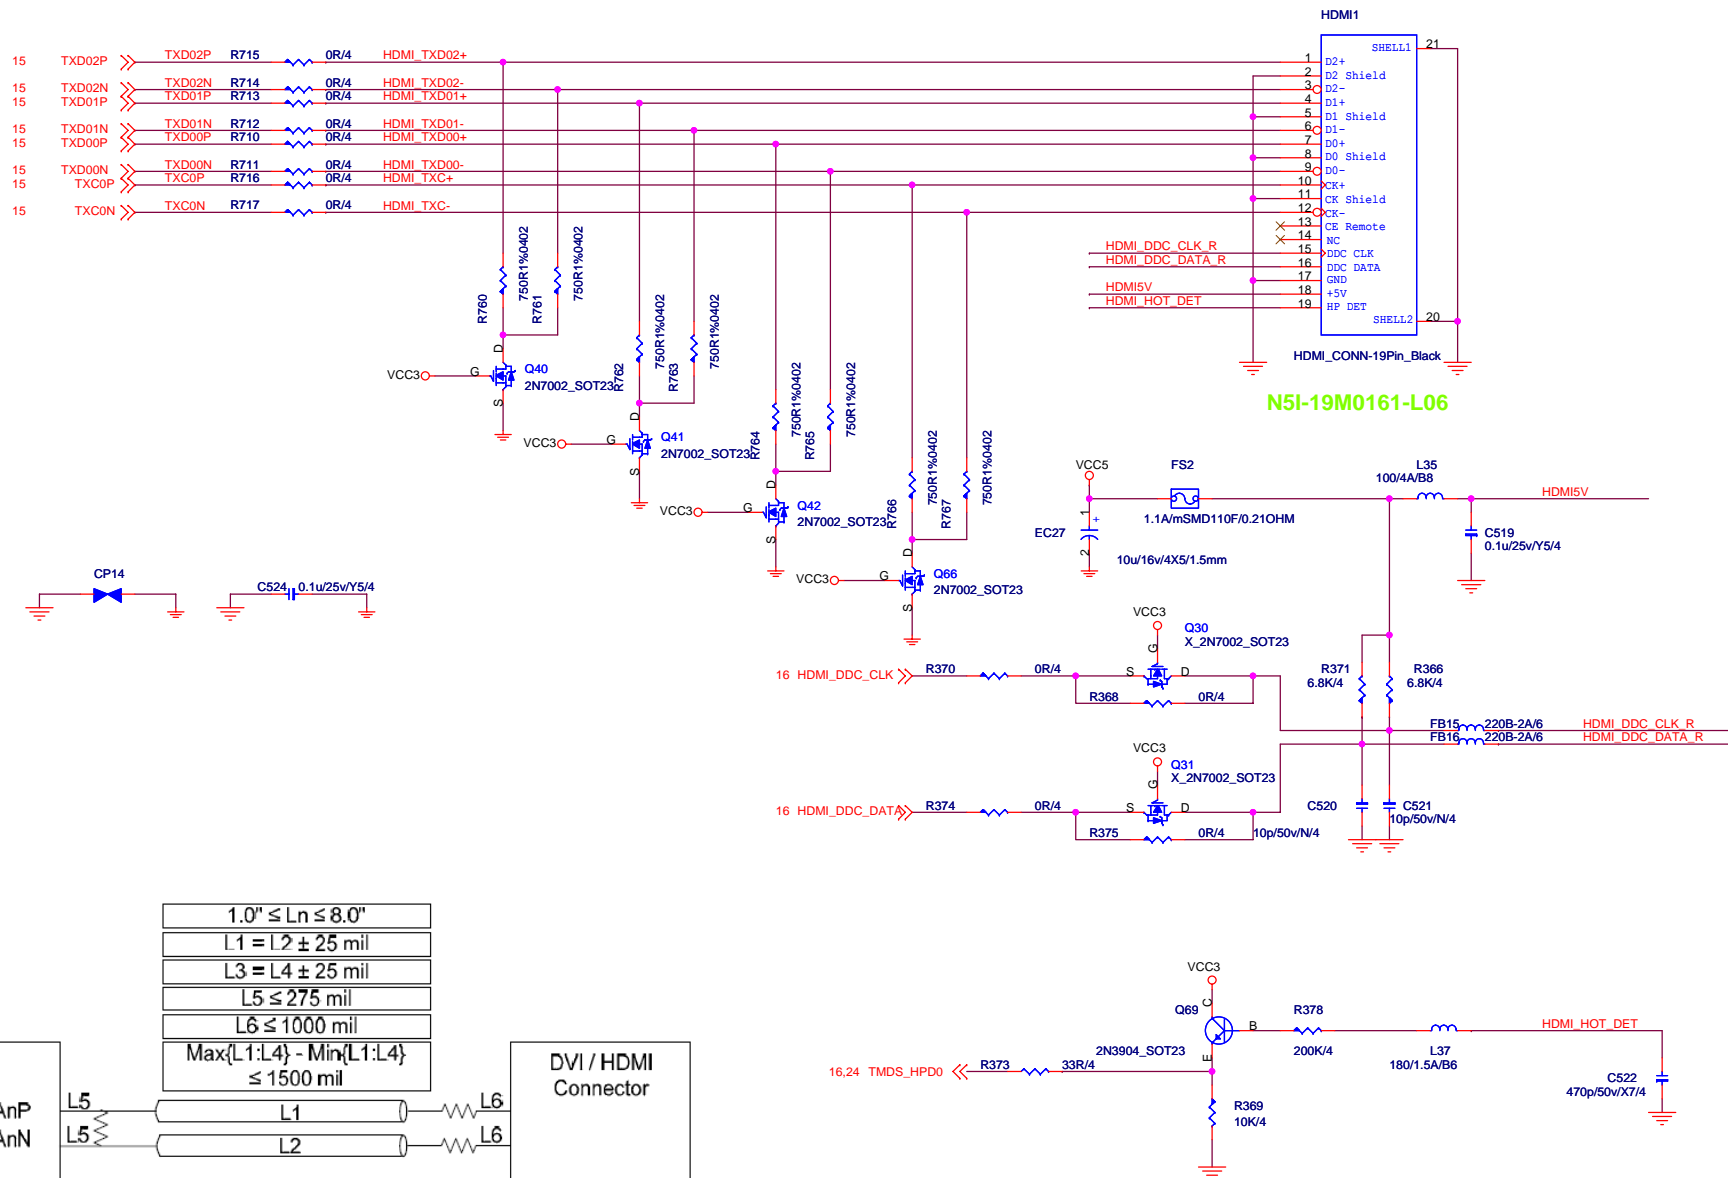 HDMI1
15 TXD02P TXD02P R715 0R/4 HDMI_TXD02+
15 TXD02N TXD02N R714 0R/4 HDMI_TXD02-
15 TXD01P TXD01P R713 0R/4 HDMI_TXD01+
15 TXD01N TXD01N R712 0R/4 HDMI_TXD01-
15 TXD00P TXD00P R710 0R/4 HDMI_TXD00+
15 TXD00N TXD00N R711 0R/4 HDMI_TXD00-
15 TXC0P TXC0P R716 0R/4 HDMI_TXC+
15 TXC0N TXC0N R717 0R/4 HDMI_TXC-
SHELL1 21
1 D2+
2 D2 Shield
3 D2-
4 D1+
5 D1 Shield
6 D1-
7 D0+
8 D0 Shield
9 D0-
10 CK+
11 CK Shield
12 CK-
13 CE Remote
14 NC
HDMI_DDC_CLK_R 15 DDC CLK
HDMI_DDC_DATA_R 16 DDC DATA
17 GND
HDMI5V 18 +5V
HDMI_HOT_DET 19 HP DET
SHELL2 20
HDMI_CONN-19Pin_Black
N5I-19M0161-L06
R760 750R1%0402
R761 750R1%0402
R762 750R1%0402
R763 750R1%0402
R764 750R1%0402
R765 750R1%0402
R766 750R1%0402
R767 750R1%0402
VCC3 G D S Q40
2N7002_SOT23
VCC3 G D S Q41
2N7002_SOT23
VCC3 G D S Q42
2N7002_SOT23
VCC3 G D S Q66
2N7002_SOT23
CP14
C524 0.1u/25v/Y5/4
VCC5 FS2 L35
100/4A/B8
HDMI5V
1.1A/mSMD110F/0.21OHM
EC27 1 + 2
10u/16v/4X5/1.5mm
C519
0.1u/25v/Y5/4
VCC3 Q30
X_2N7002_SOT23
G S D
16 HDMI_DDC_CLK R370 0R/4
R368 0R/4
R371
6.8K/4
R366
6.8K/4
FB15 220B-2A/6 HDMI_DDC_CLK_R
FB16 220B-2A/6 HDMI_DDC_DATA_R
VCC3 Q31
X_2N7002_SOT23
G S D
16 HDMI_DDC_DATA R374 0R/4
R375 0R/4
C520
10p/50v/N/4
C521
10p/50v/N/4
1.0" ≤ Ln ≤ 8.0"
L1 = L2 ± 25 mil
L3 = L4 ± 25 mil
L5 ≤ 275 mil
L6 ≤ 1000 mil
Max{L1:L4} - Min{L1:L4}
≤ 1500 mil
DVI / HDMI
Connector
AnP L5 L1 L6
AnN L5 L2 L6
VCC3
Q69 C B E
2N3904_SOT23
R378
200K/4
L37
180/1.5A/B6
HDMI_HOT_DET
16,24 TMDS_HPD0 R373 33R/4
R369
10K/4
C522
470p/50v/X7/4